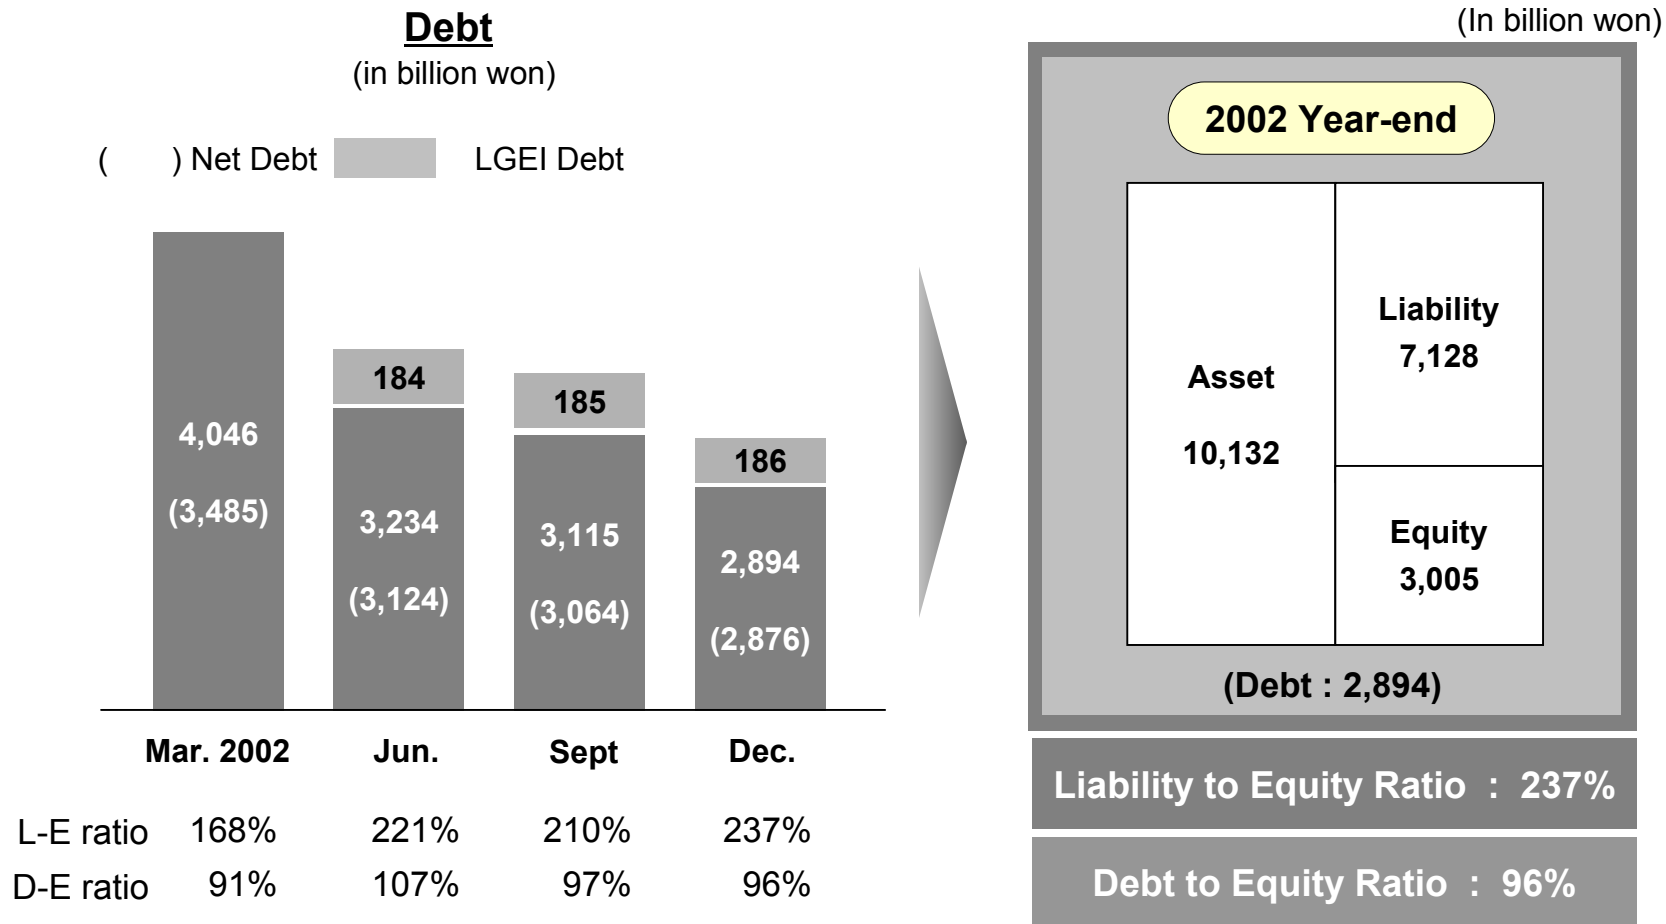 Debt
(in billion won)
( ) Net Debt LGEI Debt
4,046
(3,485)
184
3,234
(3,124)
185
3,115
(3,064)
186
2,894
(2,876)
Mar. 2002 Jun. Sept Dec.
L-E ratio 168% 221% 210% 237%
D-E ratio 91% 107% 97% 96%
(In billion won)
2002 Year-end
Asset
10,132
Liability
7,128
Equity
3,005
(Debt : 2,894)
Liability to Equity Ratio : 237%
Debt to Equity Ratio : 96%